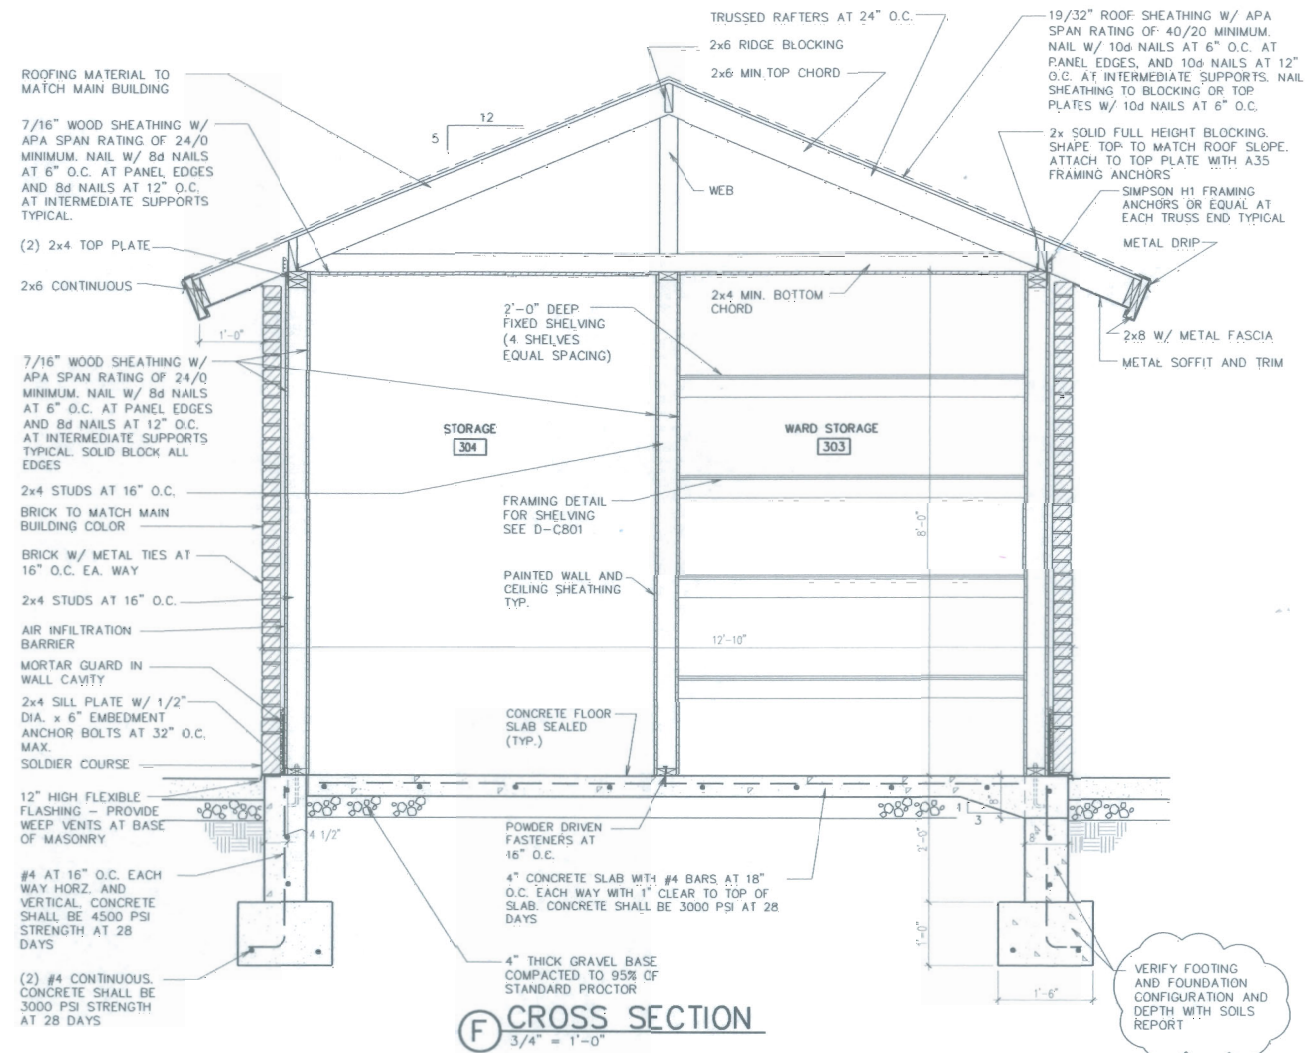 TRUSSED RAFTERS AT 24" O.C.
2x6 RIDGE BLOCKING
2x6 MIN TOP CHORD
19/32" ROOF SHEATHING W/ APA
SPAN RATING OF 40/20 MINIMUM.
NAIL W/ 10d NAILS AT 6" O.C. AT
PANEL EDGES, AND 10d NAILS AT 12"
O.C. AT INTERMEDIATE SUPPORTS. NAIL
SHEATHING TO BLOCKING OR TOP
PLATES W/ 10d NAILS AT 6" O.C.
ROOFING MATERIAL TO
MATCH MAIN BUILDING
7/16" WOOD SHEATHING W/
APA SPAN RATING OF 24/0
MINIMUM. NAIL W/ 8d NAILS
AT 6" O.C. AT PANEL EDGES
AND 8d NAILS AT 12" O.C.
AT INTERMEDIATE SUPPORTS
TYPICAL.
12
5
2x SOLID FULL HEIGHT BLOCKING.
SHAPE TOP TO MATCH ROOF SLOPE.
ATTACH TO TOP PLATE WITH A35
FRAMING ANCHORS
WEB
SIMPSON H1 FRAMING
ANCHORS OR EQUAL AT
EACH TRUSS END TYPICAL
(2) 2x4 TOP PLATE
METAL DRIP
2x6 CONTINUOUS
2x4 MIN. BOTTOM
CHORD
2'-0" DEEP
FIXED SHELVING
(4 SHELVES
EQUAL SPACING)
1'-0"
2x8 W/ METAL FASCIA
METAL SOFFIT AND TRIM
7/16" WOOD SHEATHING W/
APA SPAN RATING OF 24/0
MINIMUM. NAIL W/ 8d NAILS
AT 6" O.C. AT PANEL EDGES
AND 8d NAILS AT 12" O.C.
AT INTERMEDIATE SUPPORTS
TYPICAL. SOLID BLOCK ALL
EDGES
STORAGE
304
WARD STORAGE
303
2x4 STUDS AT 16" O.C.
BRICK TO MATCH MAIN
BUILDING COLOR
FRAMING DETAIL
FOR SHELVING
SEE D-C801
8'-0"
BRICK W/ METAL TIES AT
16" O.C. EA. WAY
PAINTED WALL AND
CEILING SHEATHING
TYP.
2x4 STUDS AT 16" O.C.
AIR INFILTRATION
BARRIER
12'-10"
MORTAR GUARD IN
WALL CAVITY
2x4 SILL PLATE W/ 1/2"
DIA. x 6" EMBEDMENT
ANCHOR BOLTS AT 32" O.C.
MAX.
CONCRETE FLOOR
SLAB SEALED
(TYP.)
SOLDIER COURSE
12" HIGH FLEXIBLE
FLASHING – PROVIDE
WEEP VENTS AT BASE
OF MASONRY
4 1/2"
POWDER DRIVEN
FASTENERS AT
16" O.C.
1
3
8"
2'-0"
#4 AT 16" O.C. EACH
WAY HORZ. AND
VERTICAL, CONCRETE
SHALL BE 4500 PSI
STRENGTH AT 28
DAYS
4" CONCRETE SLAB WITH #4 BARS AT 18"
O.C. EACH WAY WITH 1" CLEAR TO TOP OF
SLAB. CONCRETE SHALL BE 3000 PSI AT 28
DAYS
1'-0"
(2) #4 CONTINUOUS.
CONCRETE SHALL BE
3000 PSI STRENGTH
AT 28 DAYS
4" THICK GRAVEL BASE
COMPACTED TO 95% OF
STANDARD PROCTOR
1'-6"
VERIFY FOOTING
AND FOUNDATION
CONFIGURATION AND
DEPTH WITH SOILS
REPORT
F CROSS SECTION
3/4" = 1'-0"